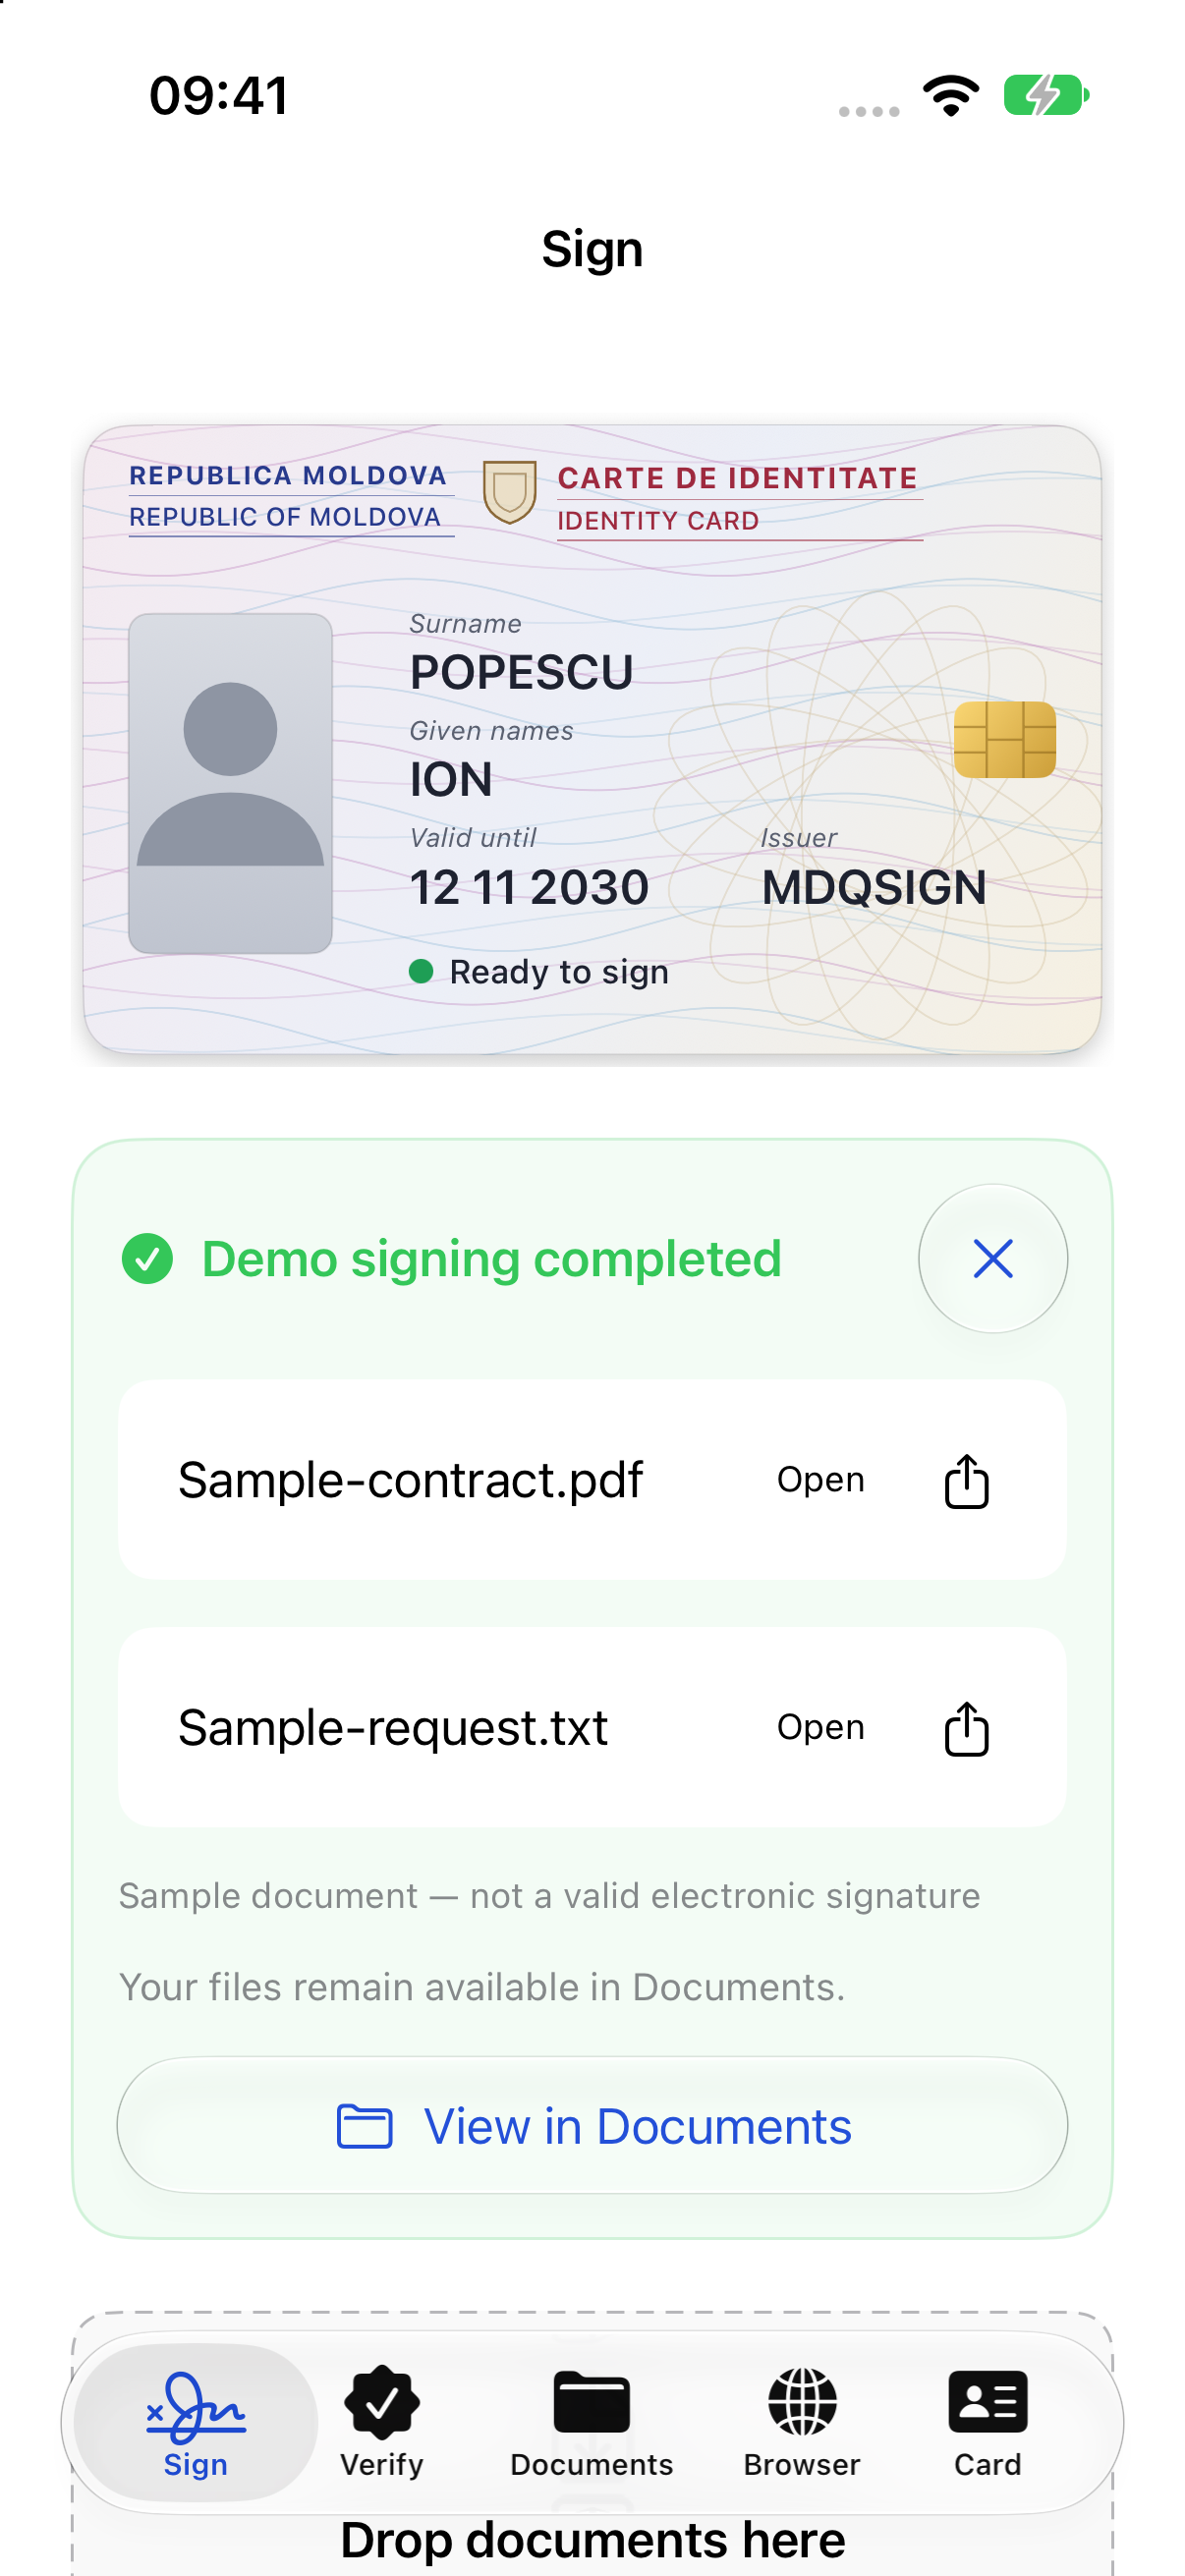 09:41
Sign
REPUBLICA MOLDOVA
REPUBLIC OF MOLDOVA
CARTE DE IDENTITATE
IDENTITY CARD
Surname
POPESCU
Given names
ION
Valid until
12 11 2030
Issuer
MDQSIGN
Ready to sign
Demo signing completed
Sample-contract.pdf Open
Sample-request.txt Open
Sample document — not a valid electronic signature
Your files remain available in Documents.
View in Documents
Sign Verify Documents Browser Card
Drop documents here